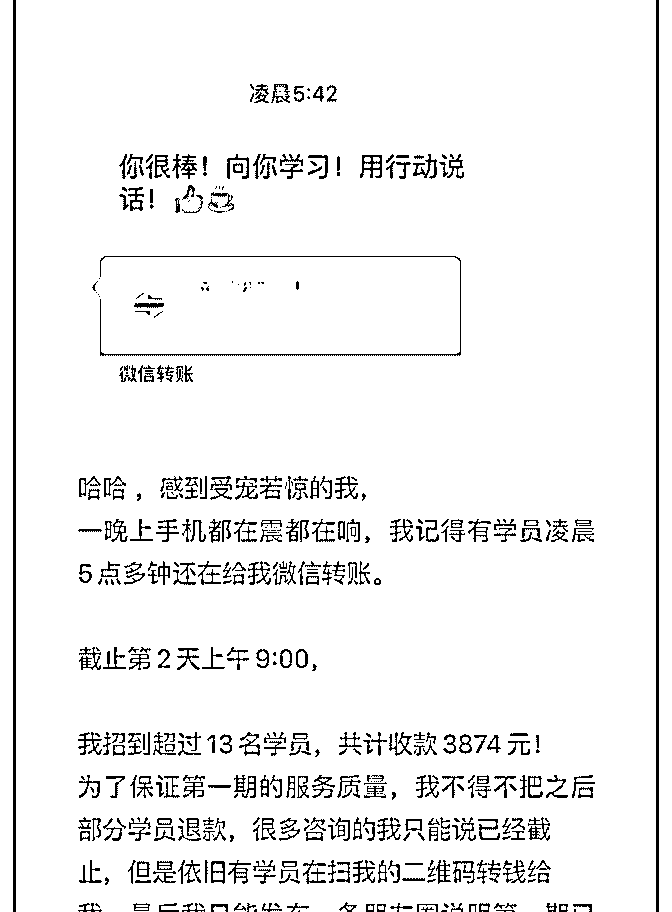 凌晨5:42
你很棒！向你学习！用行动说
话！👍☕
微信转账
哈哈，感到受宠若惊的我，
一晚上手机都在震都在响，我记得有学员凌晨
5点多钟还在给我微信转账。
截止第2天上午9:00，
我招到超过13名学员，共计收款3874元！
为了保证第一期的服务质量，我不得不把之后
部分学员退款，很多咨询的我只能说已经截
止，但是依旧有学员在扫我的二维码转钱给